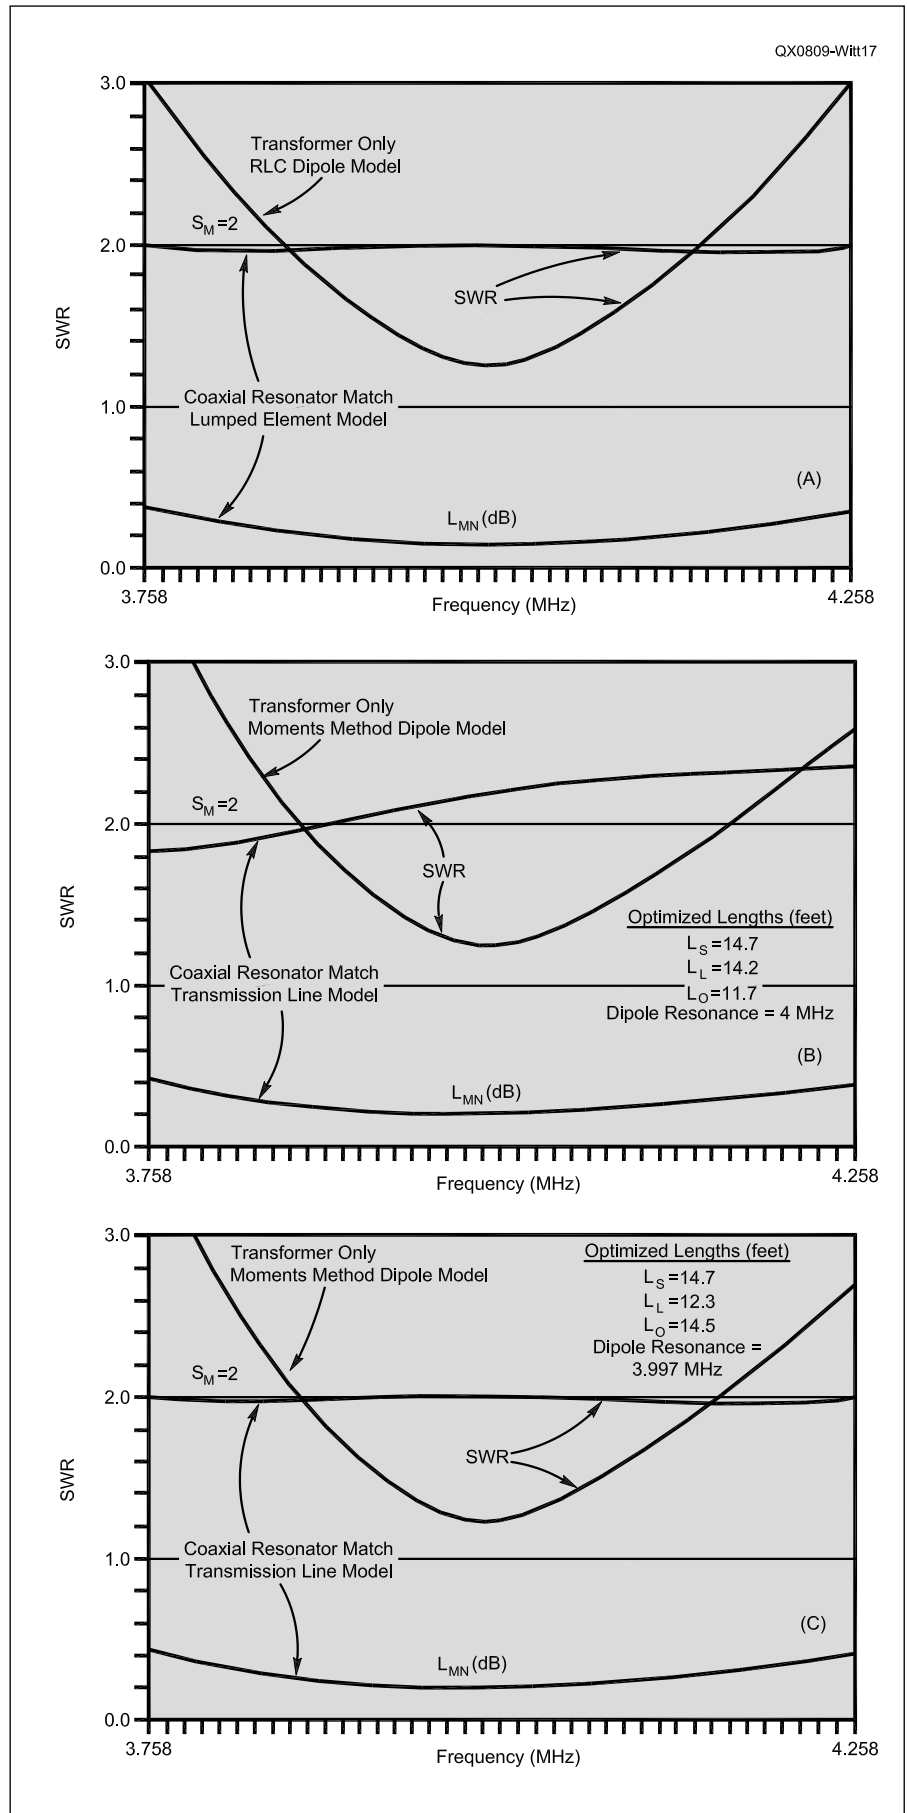 QX0809-Witt17
3.0
Transformer Only
RLC Dipole Model
S_M=2
2.0
SWR
SWR
Coaxial Resonator Match
Lumped Element Model
1.0
(A)
L_MN (dB)
0.0
3.758
Frequency (MHz)
4.258
3.0
Transformer Only
Moments Method Dipole Model
S_M=2
2.0
SWR
SWR
Optimized Lengths (feet)
L_S=14.7
L_L=14.2
L_O=11.7
Dipole Resonance = 4 MHz
Coaxial Resonator Match
Transmission Line Model
1.0
(B)
L_MN (dB)
0.0
3.758
Frequency (MHz)
4.258
3.0
Transformer Only
Moments Method Dipole Model
Optimized Lengths (feet)
L_S=14.7
L_L=12.3
L_O=14.5
Dipole Resonance =
3.997 MHz
S_M=2
2.0
SWR
SWR
Coaxial Resonator Match
Transmission Line Model
1.0
(C)
L_MN (dB)
0.0
3.758
Frequency (MHz)
4.258